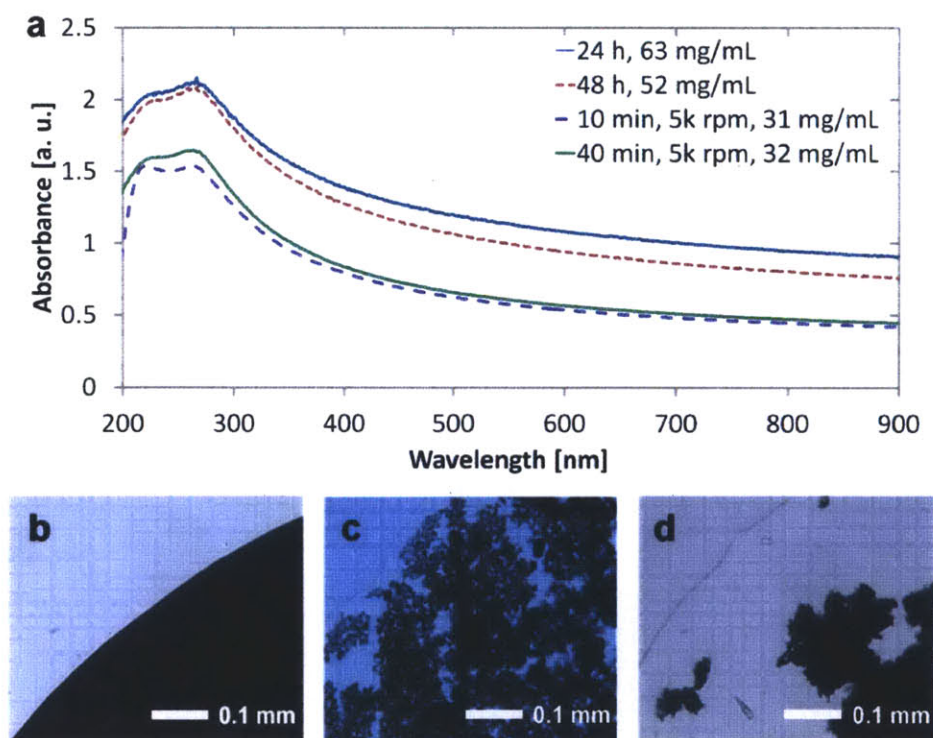 a
2.5
2
1.5
1
0.5
0
Absorbance [a. u.]
24 h, 63 mg/mL
48 h, 52 mg/mL
10 min, 5k rpm, 31 mg/mL
40 min, 5k rpm, 32 mg/mL
200 300 400 500 600 700 800 900
Wavelength [nm]
b c d
0.1 mm 0.1 mm 0.1 mm